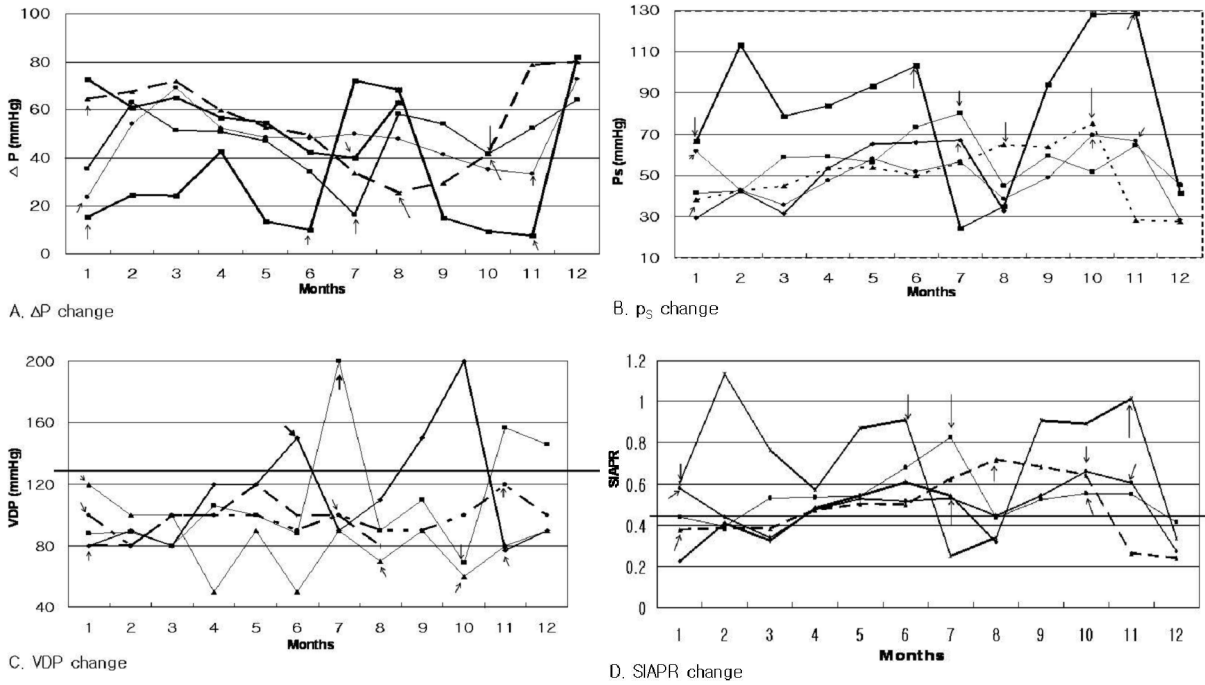 100
80
60
40
20
0
Δ P (mmHg)
1 2 3 4 5 6 7 8 9 10 11 12
Months
A. ΔP change
130
110
90
70
50
30
10
Ps (mmHg)
1 2 3 4 5 6 7 8 9 10 11 12
Months
B. pS change
200
160
120
80
40
VDP (mmHg)
1 2 3 4 5 6 7 8 9 10 11 12
Months
C. VDP change
1.2
1
0.8
0.6
0.4
0.2
0
SIAPR
1 2 3 4 5 6 7 8 9 10 11 12
Months
D. SIAPR change